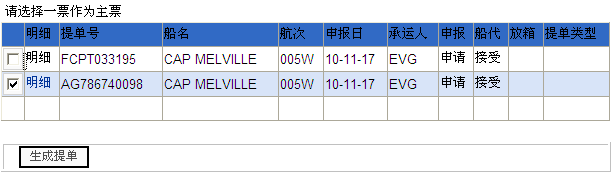 请选择一票作为主票
明细 提单号 船名 航次 申报日 承运人 申报 船代 放箱 提单类型
明细 FCPT033195 CAP MELVILLE 005W 10-11-17 EVG 申请 接受
明细 AG786740098 CAP MELVILLE 005W 10-11-17 EVG 申请 接受
生成提单